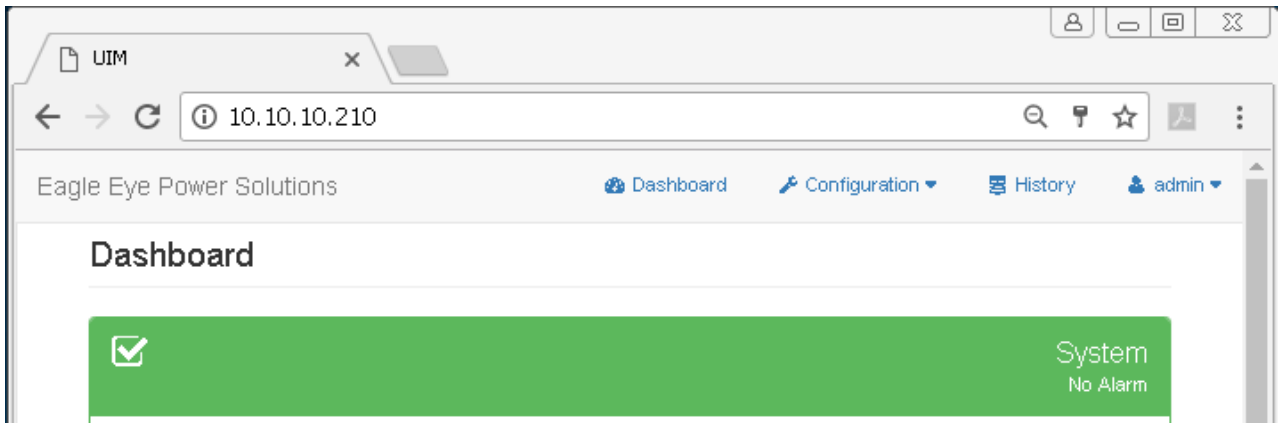 UIM
10.10.10.210
Eagle Eye Power Solutions Dashboard Configuration History admin
Dashboard
System
No Alarm